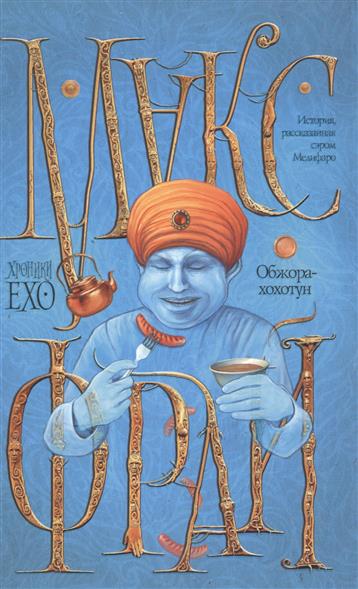 МАКС
История,
рассказанная
сэром
Мелифаро
ХРОНИКИ
ЕХО
Обжора-
хохотун
ФРАЙ